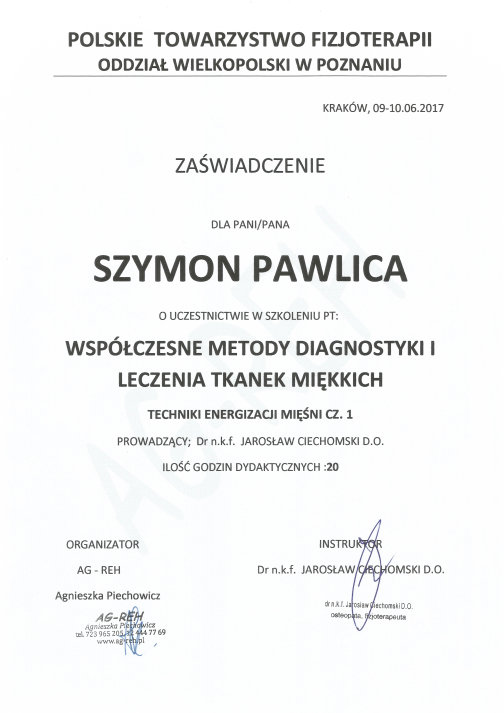 POLSKIE TOWARZYSTWO FIZJOTERAPII
ODDZIAŁ WIELKOPOLSKI W POZNANIU
KRAKÓW, 09-10.06.2017
ZAŚWIADCZENIE
DLA PANI/PANA
SZYMON PAWLICA
O UCZESTNICTWIE W SZKOLENIU PT:
WSPÓŁCZESNE METODY DIAGNOSTYKI I
LECZENIA TKANEK MIĘKKICH
TECHNIKI ENERGIZACJI MIĘŚNI CZ. 1
PROWADZĄCY; Dr n.k.f. JAROSŁAW CIECHOMSKI D.O.
ILOŚĆ GODZIN DYDAKTYCZNYCH :20
ORGANIZATOR
AG - REH
Agnieszka Piechowicz
AG-REH
Agnieszka Piechowicz
tel. 723 965 205, 444 77 69
www.ag-reh.pl
INSTRUKTOR
Dr n.k.f. JAROSŁAW CIECHOMSKI D.O.
dr n.k.f. Jarosław Ciechomski D.O.
osteopata, fizjoterapeuta
AG-REH